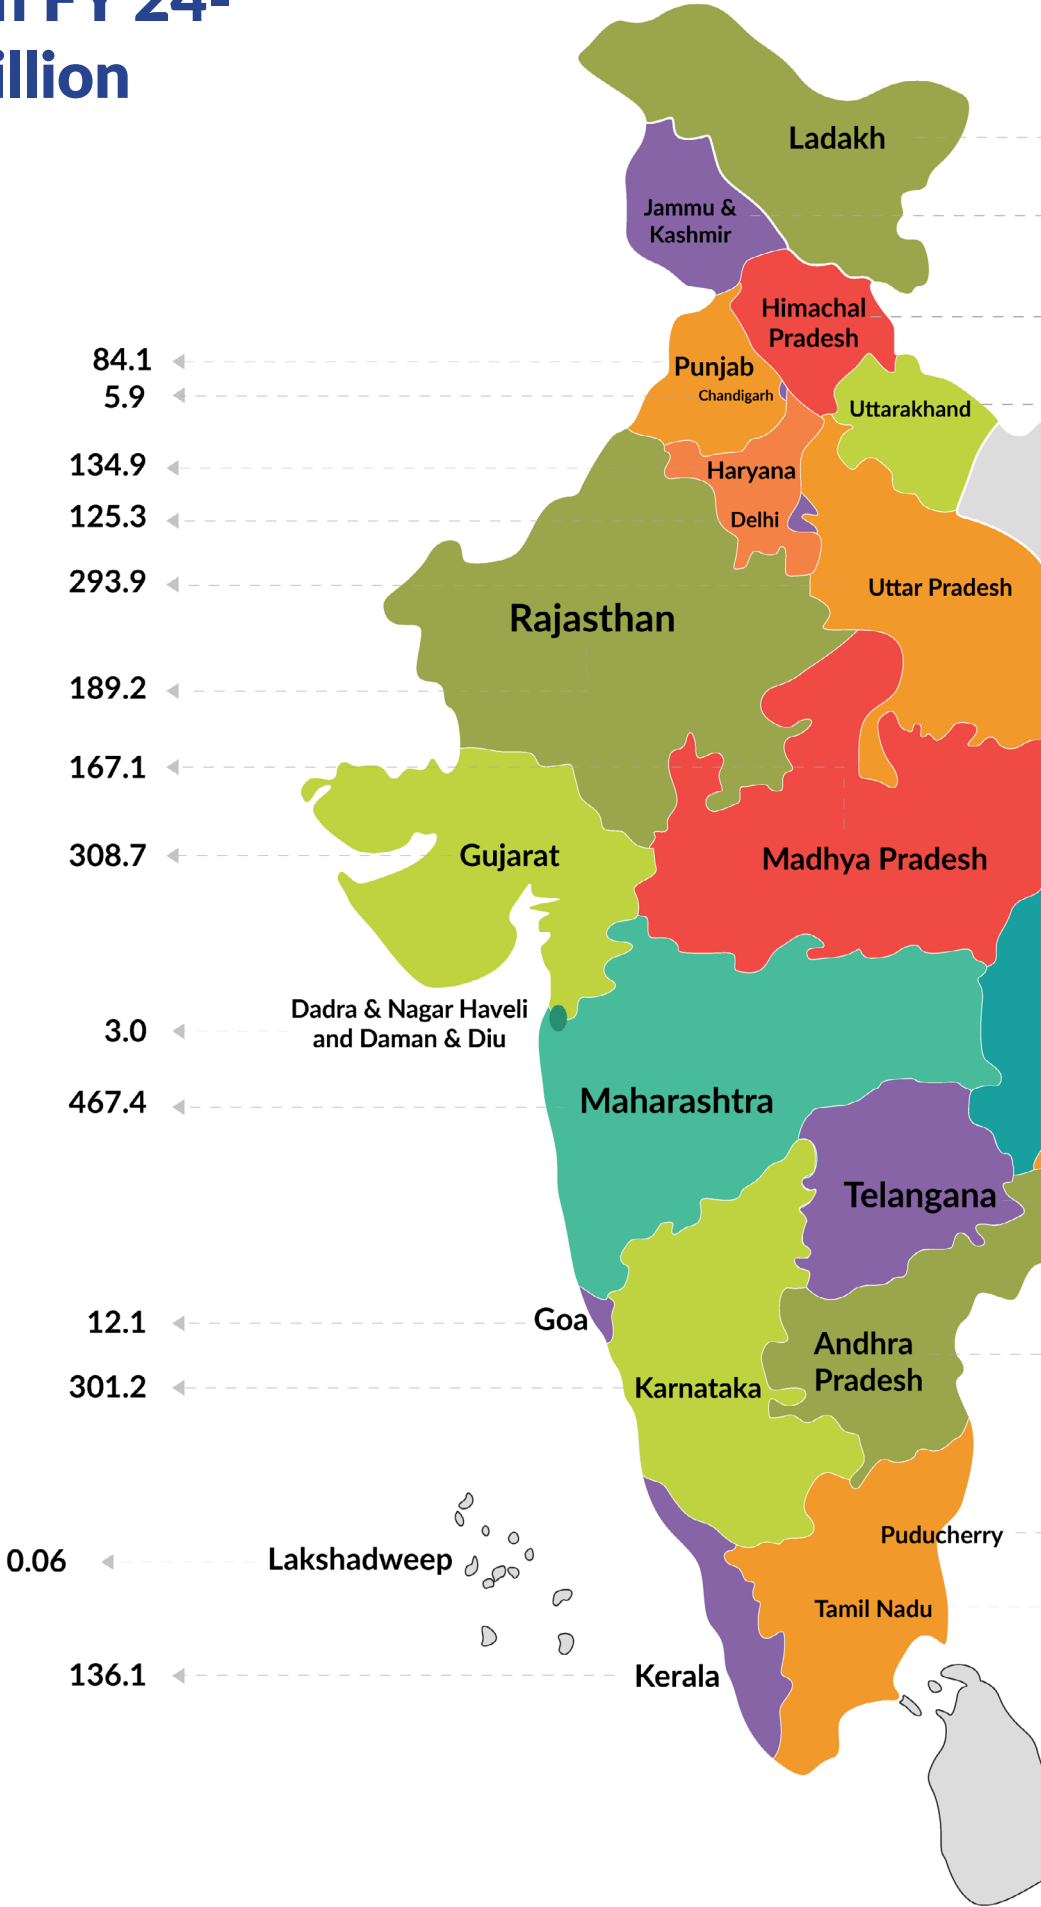 FY 24-
illion
Ladakh
Jammu &
Kashmir
Himachal
Pradesh
84.1
Punjab
5.9
Chandigarh
Uttarakhand
134.9
Haryana
125.3
Delhi
293.9
Uttar Pradesh
Rajasthan
189.2
167.1
308.7
Gujarat
Madhya Pradesh
Dadra & Nagar Haveli
and Daman & Diu
3.0
467.4
Maharashtra
Telangana
12.1
Goa
Andhra
Pradesh
301.2
Karnataka
Puducherry
0.06
Lakshadweep
Tamil Nadu
136.1
Kerala